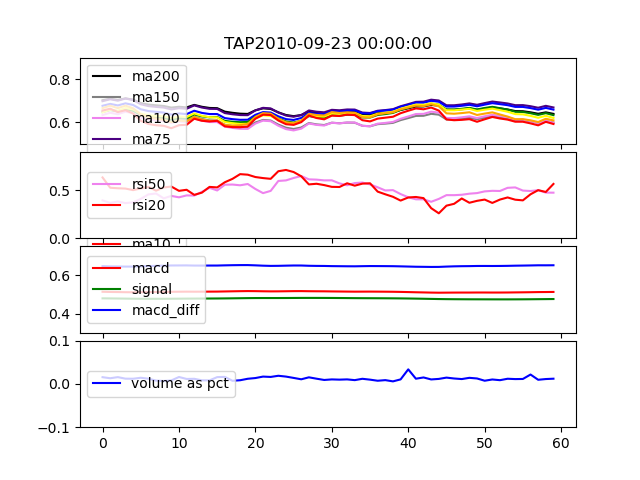 TAP2010-09-23 00:00:00
0.8
0.6
ma200
ma150
ma100
ma75
0.5
0.0
rsi50
rsi20
ma10
0.6
0.4
macd
signal
macd_diff
0.1
0.0
−0.1
volume as pct
0 10 20 30 40 50 60